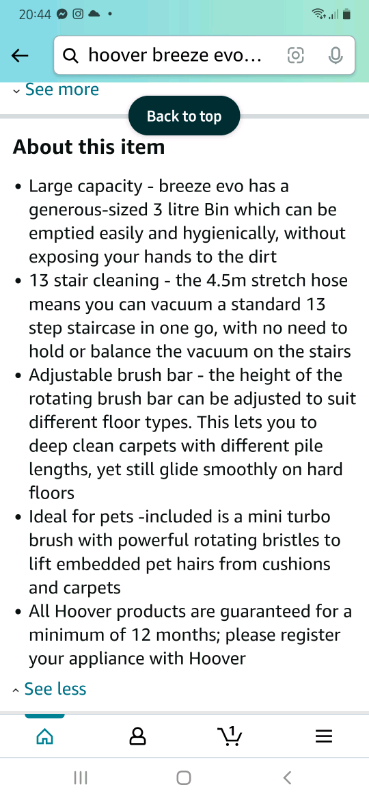 20:44
hoover breeze evo...
See more
Back to top
About this item
• Large capacity - breeze evo has a
generous-sized 3 litre Bin which can be
emptied easily and hygienically, without
exposing your hands to the dirt
• 13 stair cleaning - the 4.5m stretch hose
means you can vacuum a standard 13
step staircase in one go, with no need to
hold or balance the vacuum on the stairs
• Adjustable brush bar - the height of the
rotating brush bar can be adjusted to suit
different floor types. This lets you to
deep clean carpets with different pile
lengths, yet still glide smoothly on hard
floors
• Ideal for pets -included is a mini turbo
brush with powerful rotating bristles to
lift embedded pet hairs from cushions
and carpets
• All Hoover products are guaranteed for a
minimum of 12 months; please register
your appliance with Hoover
See less
1